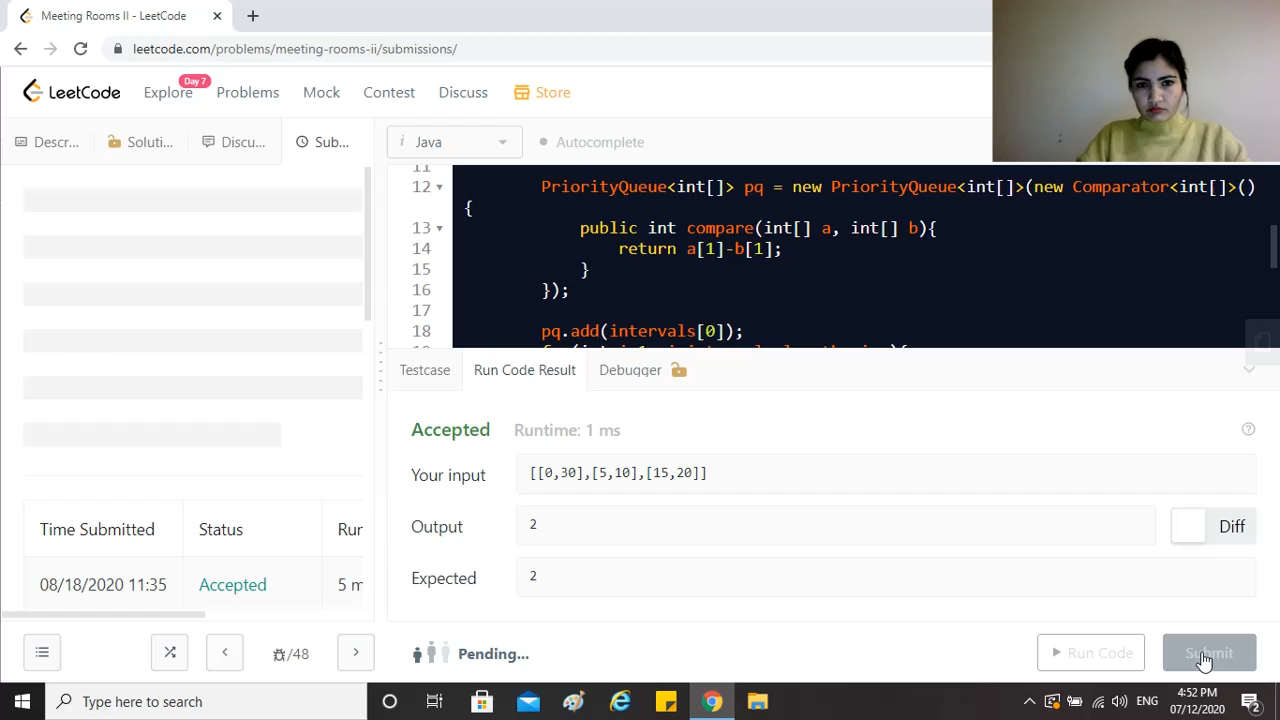 Meeting Rooms II - LeetCode
leetcode.com/problems/meeting-rooms-ii/submissions/
LeetCode Explore Day 7 Problems Mock Contest Discuss Store
Descr... Soluti... Discu... Sub...
i Java Autocomplete
11
12 PriorityQueue<int[]> pq = new PriorityQueue<int[]>(new Comparator<int[]>()
{
13 public int compare(int[] a, int[] b){
14 return a[1]-b[1];
15 }
16 });
17
18 pq.add(intervals[0]);
Testcase Run Code Result Debugger
Accepted Runtime: 1 ms
Your input [[0,30],[5,10],[15,20]]
Output 2 Diff
Expected 2
Time Submitted Status Rur
08/18/2020 11:35 Accepted 5 m
/48 Pending... Run Code Submit
Type here to search
ENG
4:52 PM
07/12/2020
2